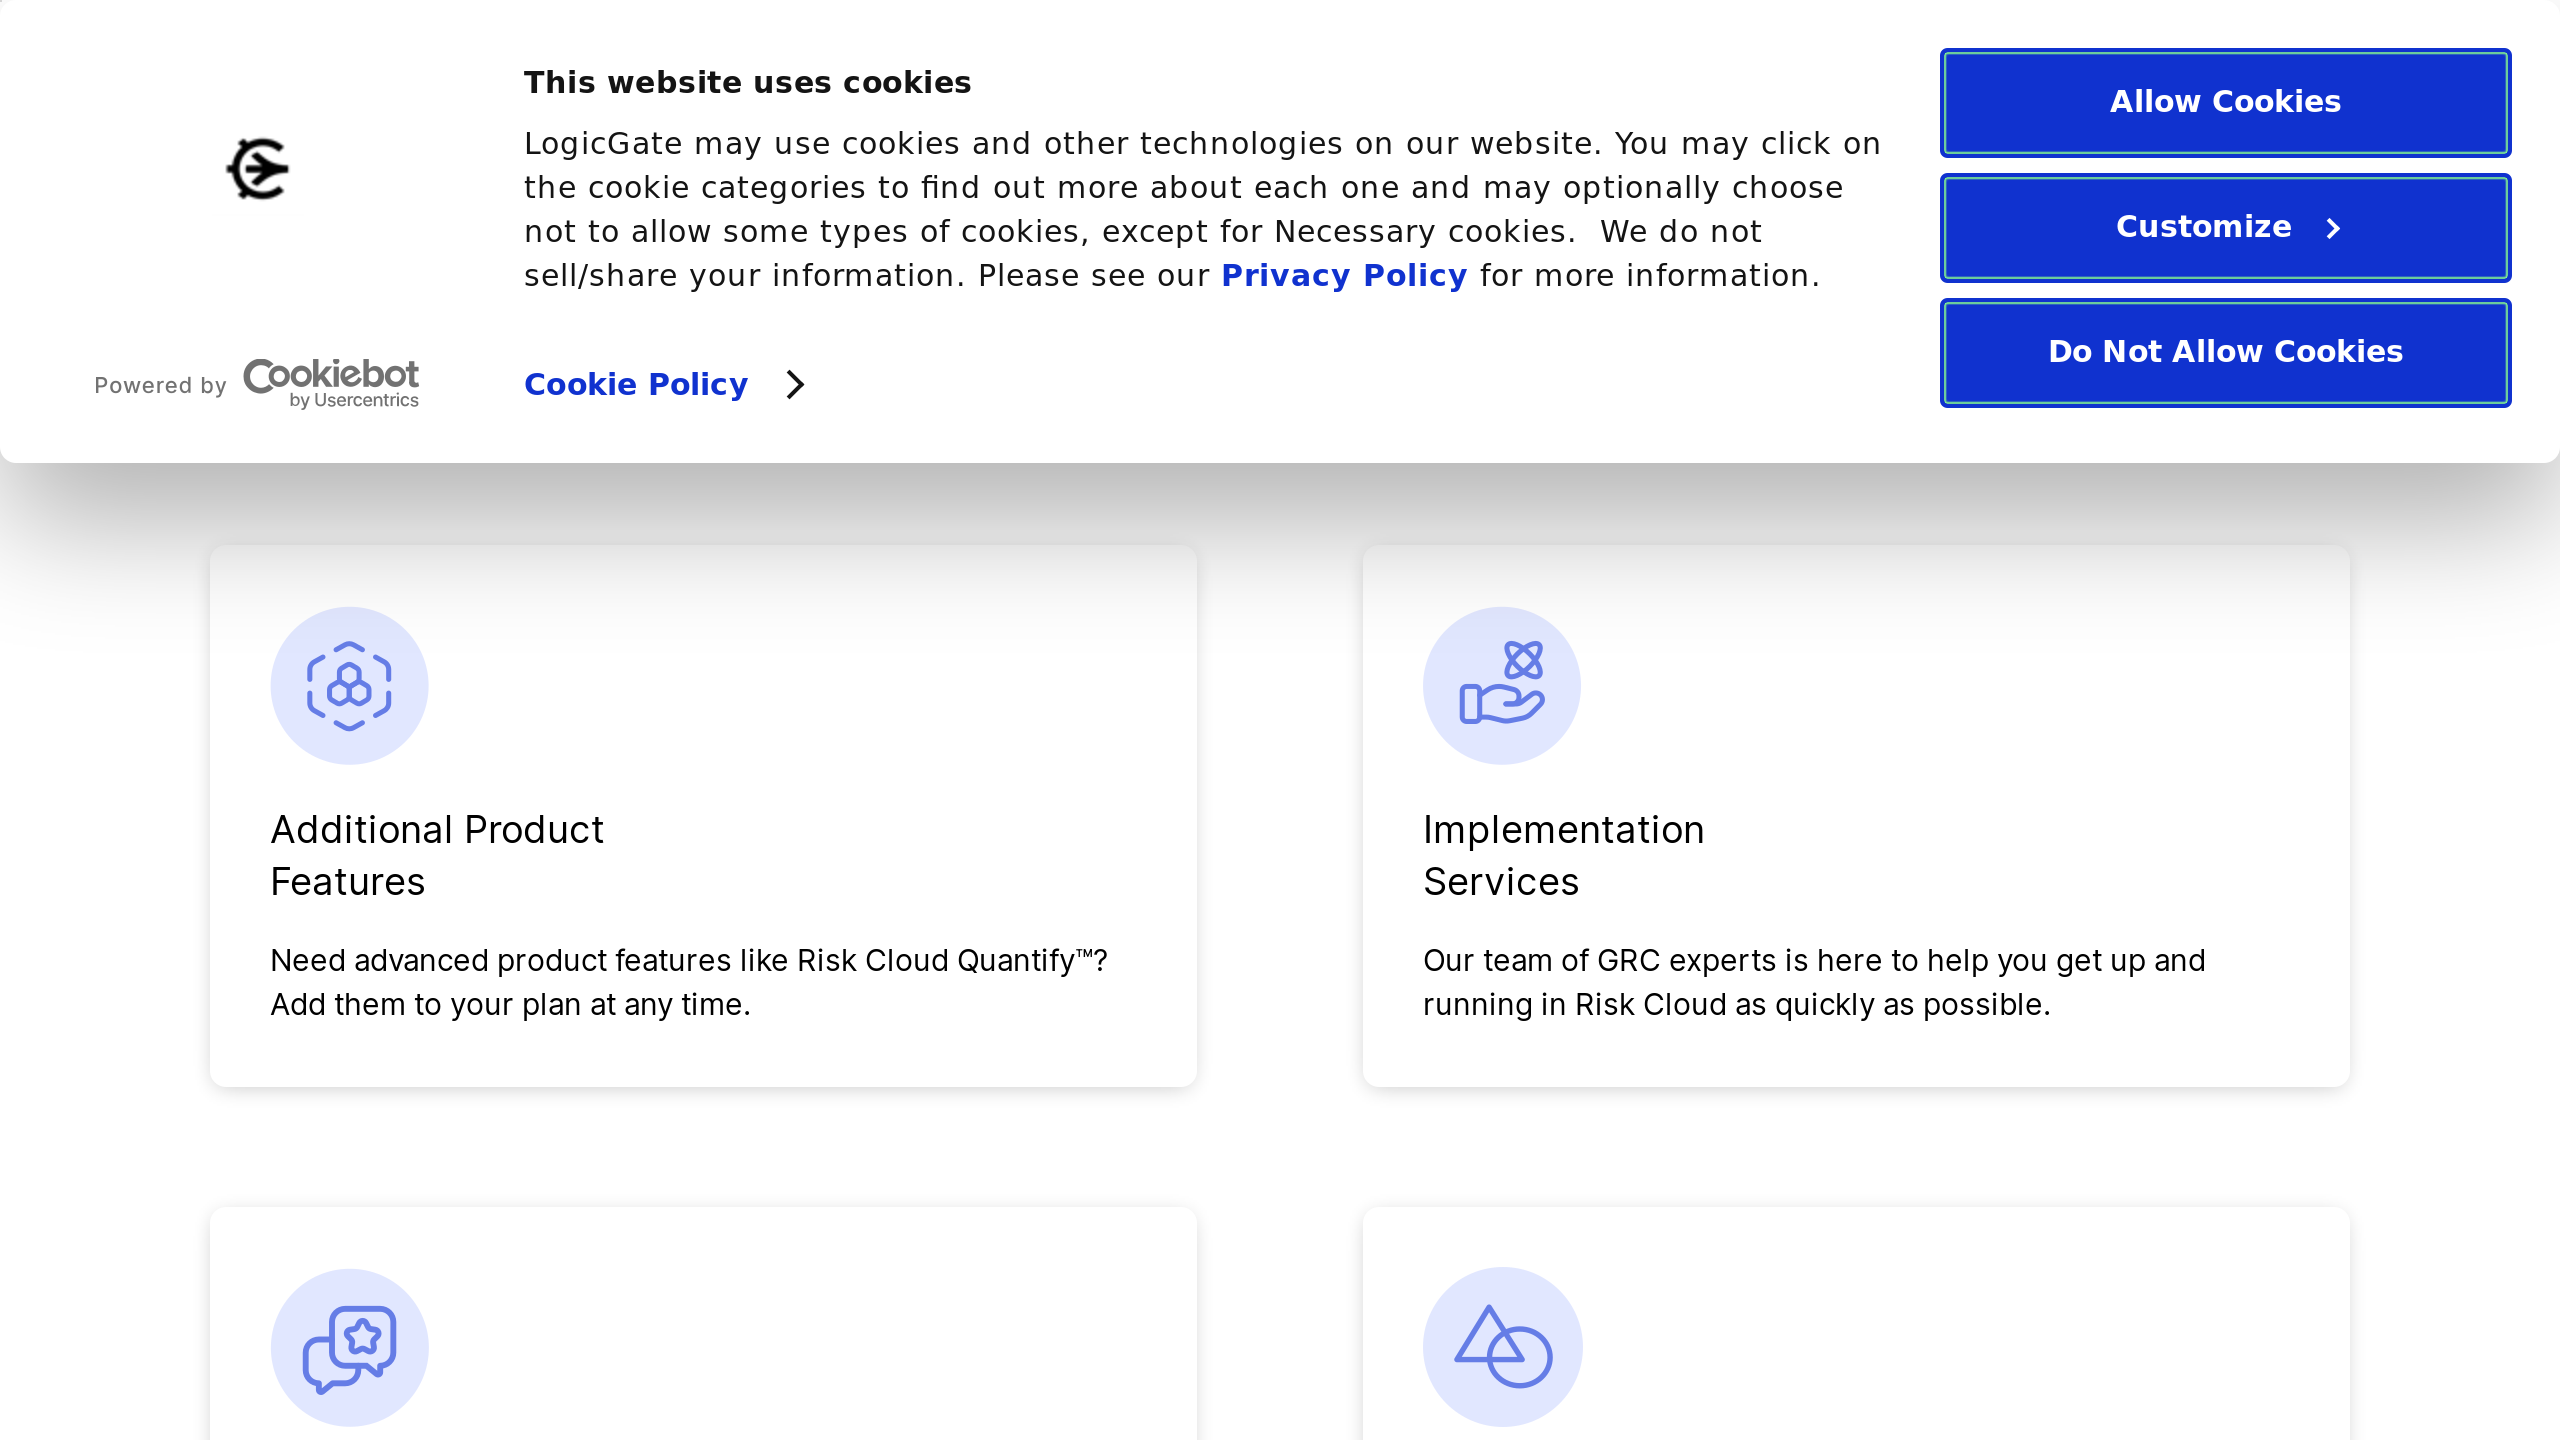 This website uses cookies
LogicGate may use cookies and other technologies on our website. You may click on
the cookie categories to find out more about each one and may optionally choose
not to allow some types of cookies, except for Necessary cookies.  We do not
sell/share your information. Please see our Privacy Policy for more information.
Powered by Cookiebot
by Usercentrics
Cookie Policy
Allow Cookies
Customize
Do Not Allow Cookies
Additional Product
Features
Need advanced product features like Risk Cloud Quantify™?
Add them to your plan at any time.
Implementation
Services
Our team of GRC experts is here to help you get up and
running in Risk Cloud as quickly as possible.